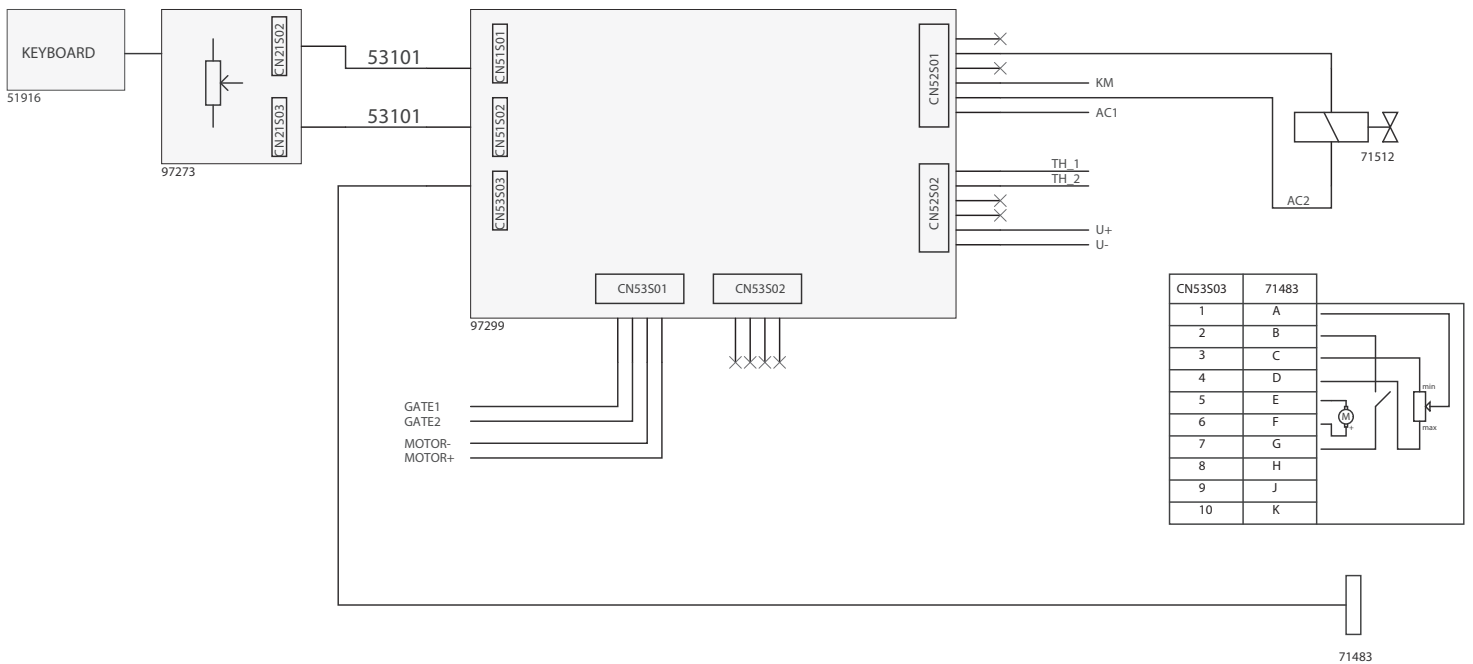 KEYBOARD
51916
CN21S02
CN21S03
97273
53101
53101
CN51S01
CN51S02
CN53S03
CN52S01
CN52S02
CN53S01
CN53S02
97299
KM
AC1
TH_1
TH_2
U+
U-
71512
AC2
GATE1
GATE2
MOTOR-
MOTOR+
CN53S03 71483
1 A
2 B
3 C
4 D
5 E
6 F
7 G
8 H
9 J
10 K
min
M
+
max
71483